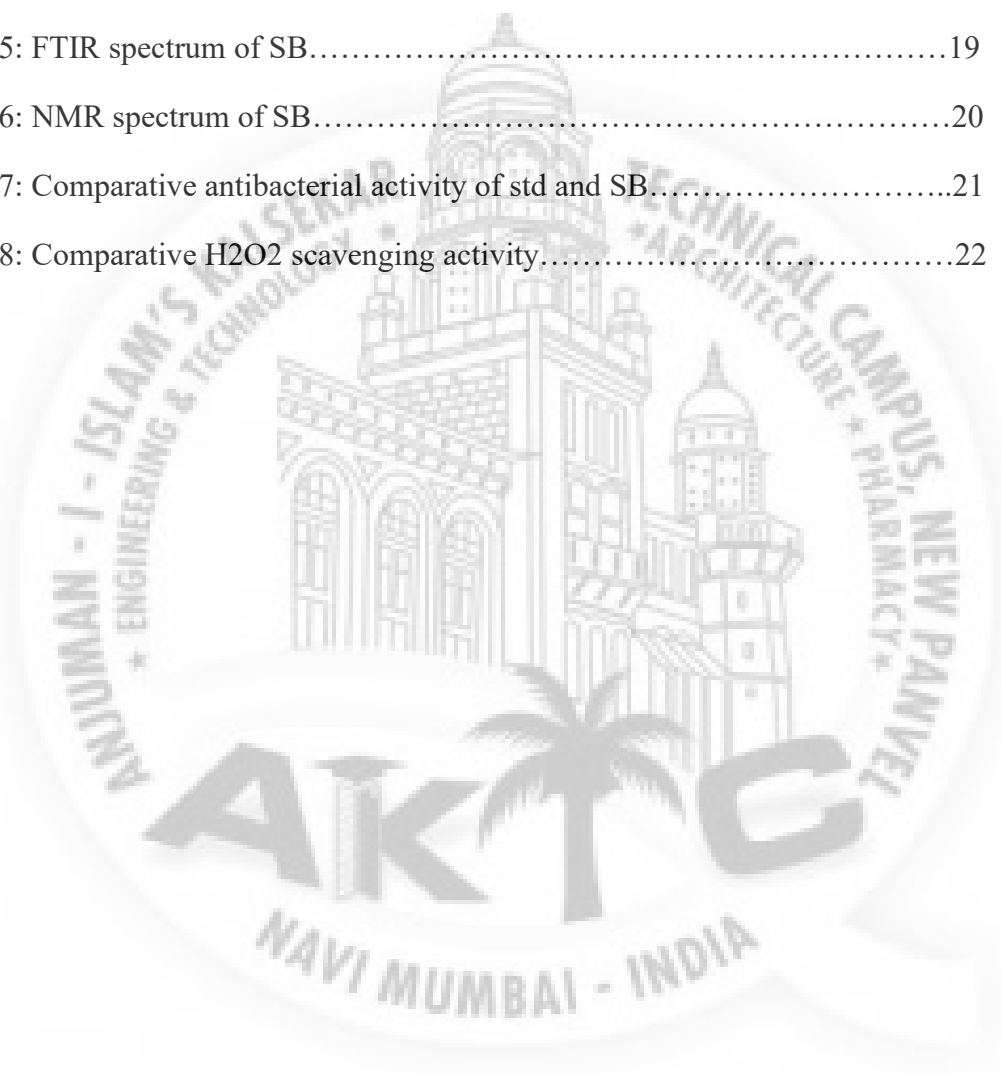 5: FTIR spectrum of SB……………………………………………………………19
6: NMR spectrum of SB……………………………………………………………20
7: Comparative antibacterial activity of std and SB………………………..21
8: Comparative H2O2 scavenging activity………………………………………22
ANJUMAN - I - ISLAM'S KALSEKAR TECHNICAL CAMPUS, NEW PANVEL
* ENGINEERING & TECHNOLOGY * *ARCHITECTURE * PHARMACY*
AKTC
NAVI MUMBAI - INDIA